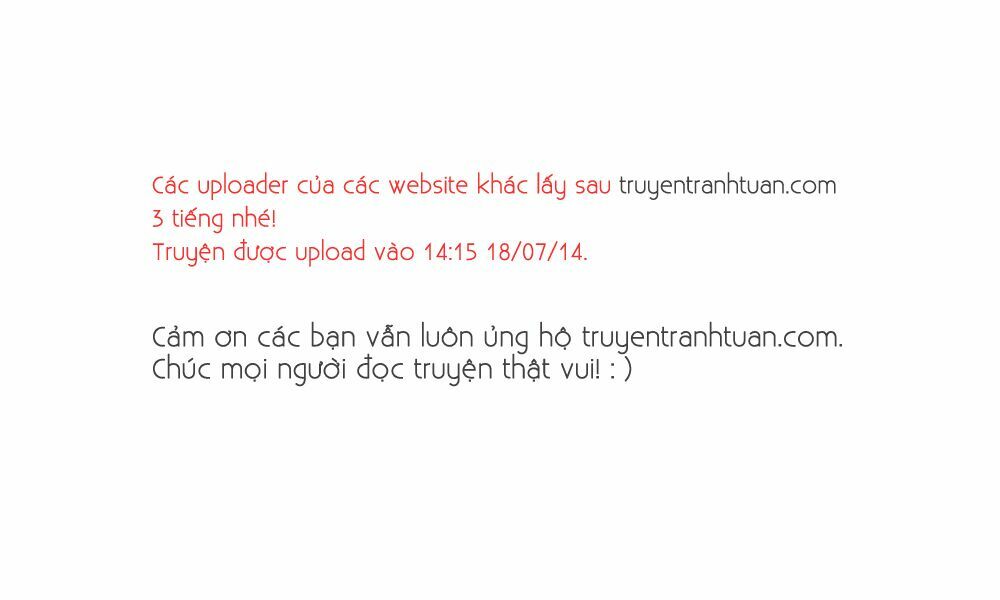 Các uploader của các website khác lấy sau truyentranhtuan.com
3 tiếng nhé!
Truyện được upload vào 14:15 18/07/14.
Cảm ơn các bạn vẫn luôn ủng hộ truyentranhtuan.com.
Chúc mọi người đọc truyện thật vui! : )